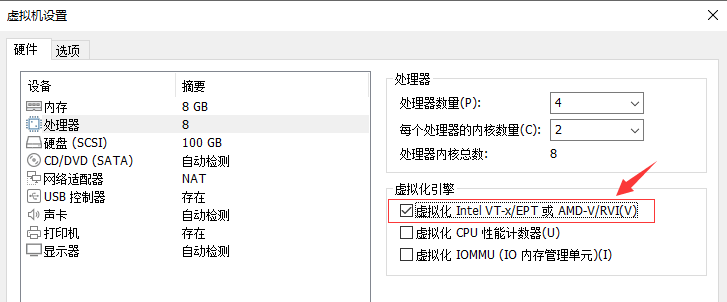 虚拟机设置
硬件 选项
设备 摘要
内存 8 GB
处理器 8
硬盘 (SCSI) 100 GB
CD/DVD (SATA) 自动检测
网络适配器 NAT
USB 控制器 存在
声卡 自动检测
打印机 存在
显示器 自动检测
处理器
处理器数量(P): 4
每个处理器的内核数量(C): 2
处理器内核总数: 8
虚拟化引擎
虚拟化 Intel VT-x/EPT 或 AMD-V/RVI(V)
虚拟化 CPU 性能计数器(U)
虚拟化 IOMMU (IO 内存管理单元)(I)